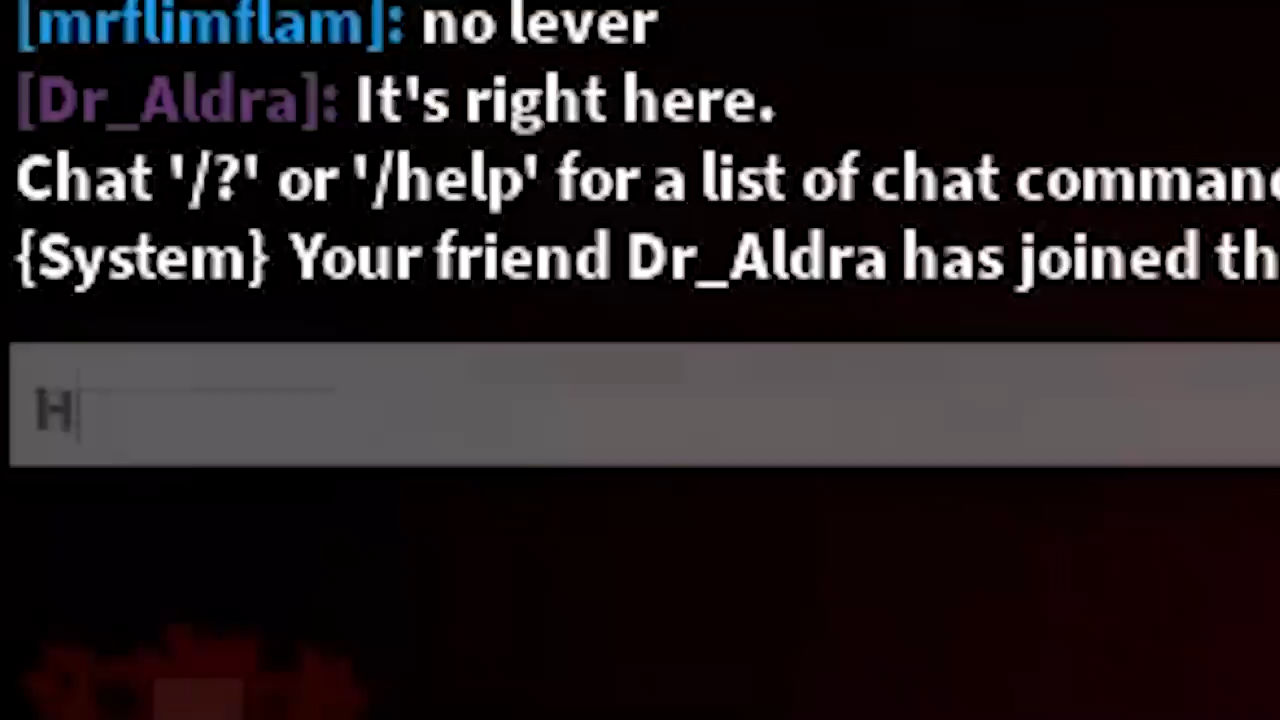 [mrflimflam]: no lever
[Dr_Aldra]: It's right here.
Chat '/?' or '/help' for a list of chat comman
{System} Your friend Dr_Aldra has joined th
H